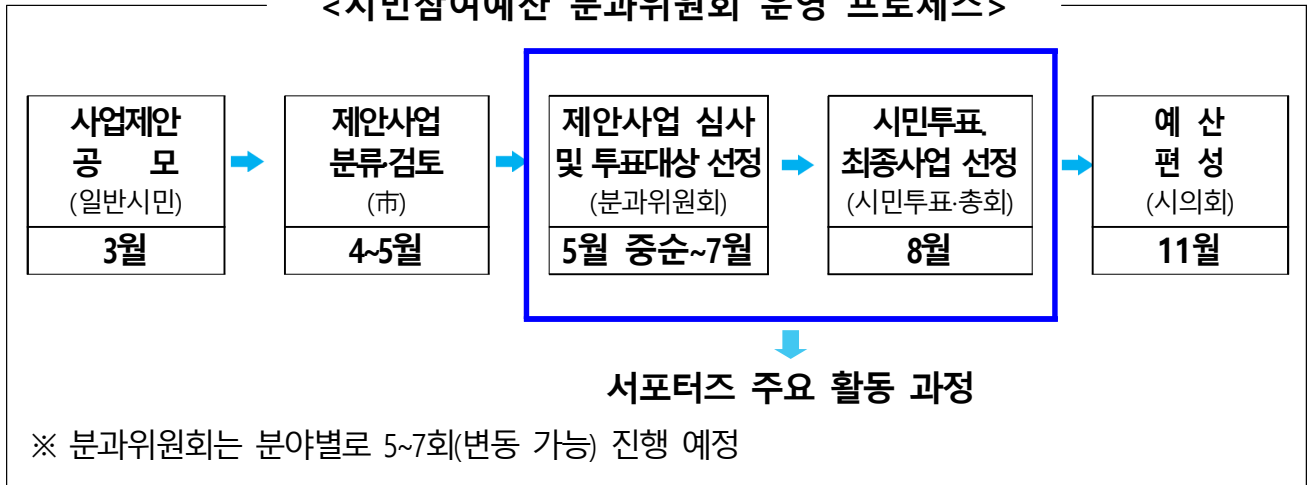 <시민참여예산 분과위원회 운영 프로세스>
사업제안
공 모
(일반시민)
3월
제안사업
분류·검토
(市)
4~5월
제안사업 심사
및 투표대상 선정
(분과위원회)
5월 중순~7월
시민투표,
최종사업 선정
(시민투표·총회)
8월
예 산
편 성
(시의회)
11월
서포터즈 주요 활동 과정
※ 분과위원회는 분야별로 5~7회(변동 가능) 진행 예정